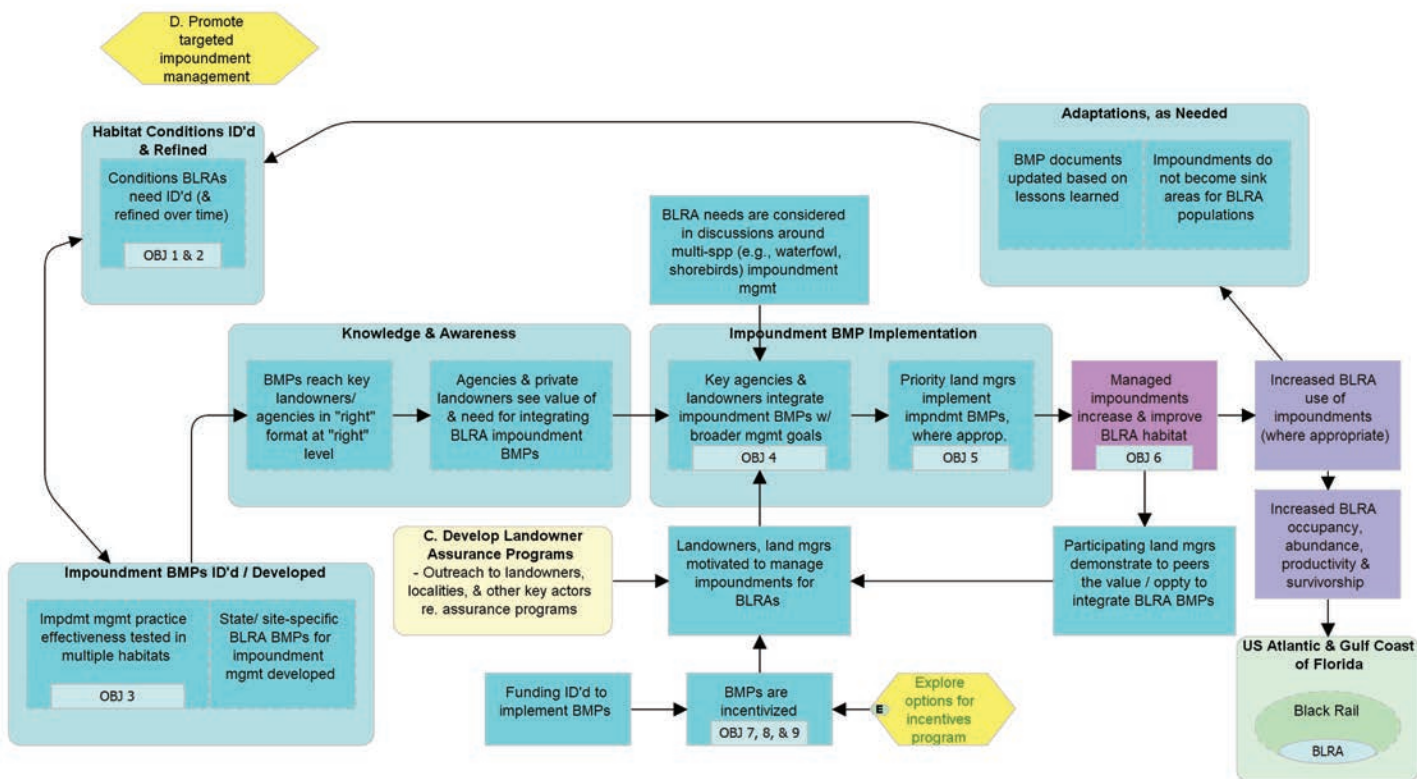 D. Promote
targeted
impoundment
management
Habitat Conditions ID'd
& Refined
Conditions BLRAs
need ID'd (&
refined over time)
OBJ 1 & 2
Adaptations, as Needed
BMP documents
updated based on
lessons learned
Impoundments do
not become sink
areas for BLRA
populations
BLRA needs are considered
in discussions around
multi-spp (e.g., waterfowl,
shorebirds) impoundment
mgmt
Knowledge & Awareness
BMPs reach key
landowners/
agencies in "right"
format at "right"
level
Agencies & private
landowners see value of
& need for integrating
BLRA impoundment
BMPs
Impoundment BMP Implementation
Key agencies &
landowners integrate
impoundment BMPs w/
broader mgmt goals
OBJ 4
Priority land mgrs
implement
impndmt BMPs,
where approp.
OBJ 5
Managed
impoundments
increase & improve
BLRA habitat
OBJ 6
Increased BLRA
use of
impoundments
(where appropriate)
Increased BLRA
occupancy,
abundance,
productivity &
survivorship
Impoundment BMPs ID'd / Developed
Impdmt mgmt practice
effectiveness tested in
multiple habitats
OBJ 3
State/ site-specific
BLRA BMPs for
impoundment
mgmt developed
C. Develop Landowner
Assurance Programs
- Outreach to landowners,
localities, & other key actors
re. assurance programs
Landowners, land mgrs
motivated to manage
impoundments for
BLRAs
Participating land mgrs
demonstrate to peers
the value / oppty to
integrate BLRA BMPs
Funding ID'd to
implement BMPs
BMPs are
incentivized
OBJ 7, 8, & 9
E
Explore
options for
incentives
program
US Atlantic & Gulf Coast
of Florida
Black Rail
BLRA